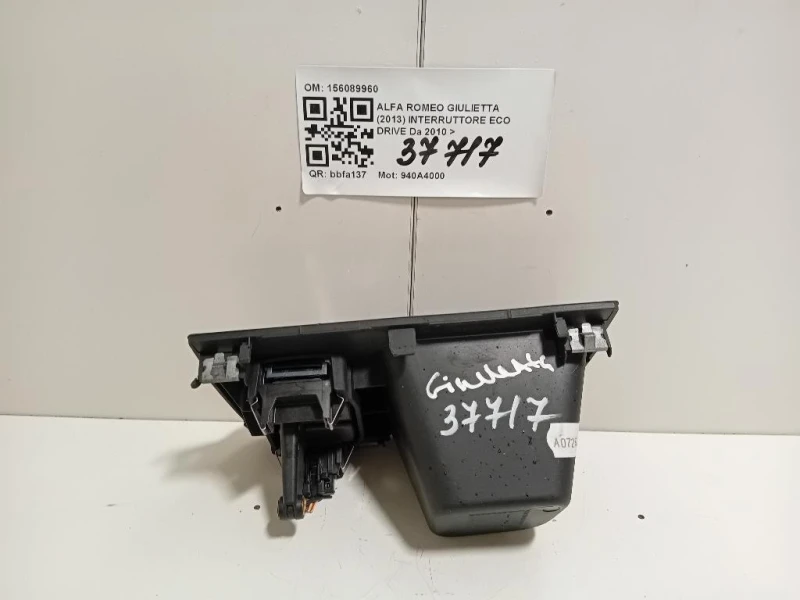 OM: 156089960
ALFA ROMEO GIULIETTA
(2013) INTERRUTTORE ECO
DRIVE Da 2010 >
37717
QR: bbfa137 Mot: 940A4000
Giulietta
37717